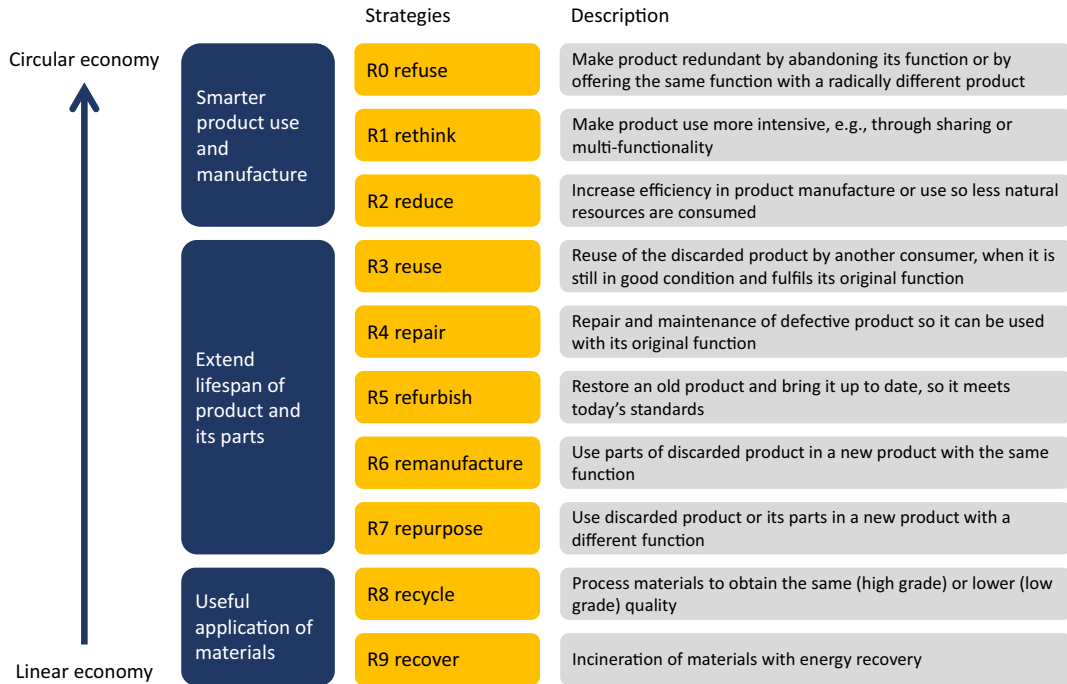 Strategies
Description
Circular economy
Smarter
product use
and
manufacture
R0 refuse
Make product redundant by abandoning its function or by
offering the same function with a radically different product
R1 rethink
Make product use more intensive, e.g., through sharing or
multi-functionality
R2 reduce
Increase efficiency in product manufacture or use so less natural
resources are consumed
Extend
lifespan of
product and
its parts
R3 reuse
Reuse of the discarded product by another consumer, when it is
still in good condition and fulfils its original function
R4 repair
Repair and maintenance of defective product so it can be used
with its original function
R5 refurbish
Restore an old product and bring it up to date, so it meets
today's standards
R6 remanufacture
Use parts of discarded product in a new product with the same
function
R7 repurpose
Use discarded product or its parts in a new product with a
different function
Useful
application of
materials
R8 recycle
Process materials to obtain the same (high grade) or lower (low
grade) quality
R9 recover
Incineration of materials with energy recovery
Linear economy